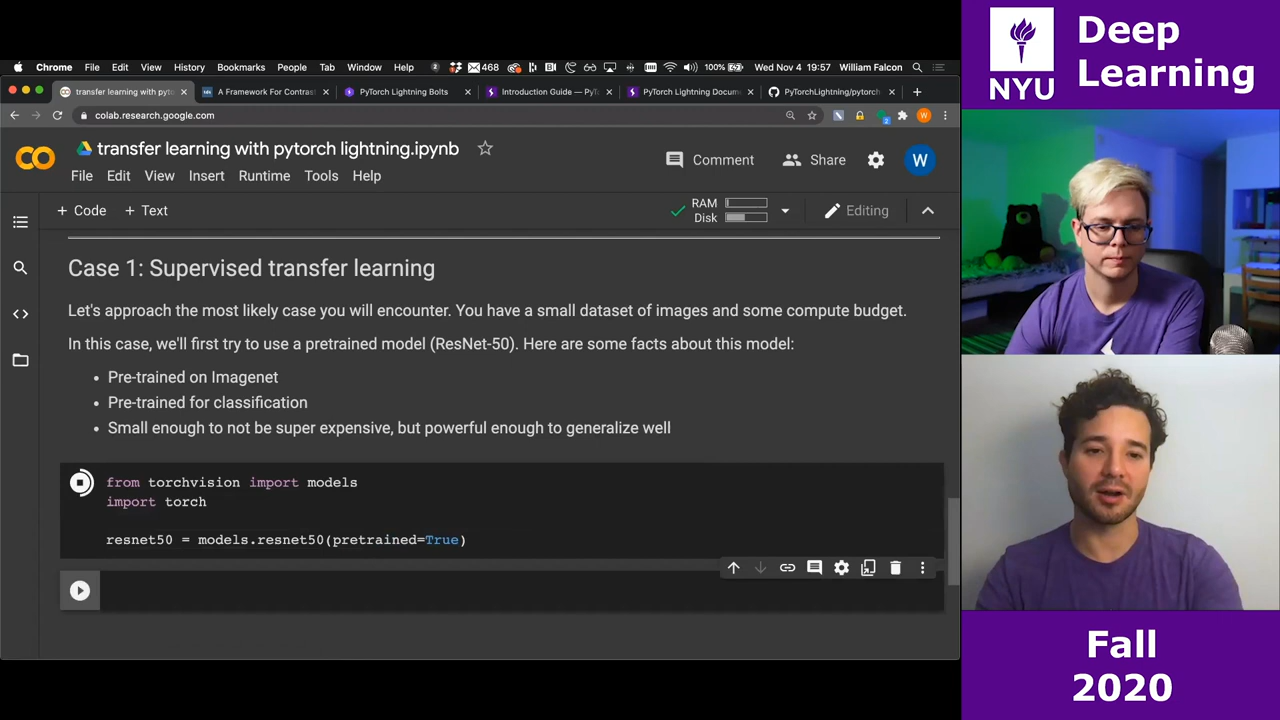 Chrome File Edit View History Bookmarks People Tab Window Help 468 100% Wed Nov 4 19:57 William Falcon
transfer learning with pyto × A Framework For Contrast × PyTorch Lightning Bolts × Introduction Guide — PyTo × PyTorch Lightning Docume × PyTorchLightning/pytorch × +
colab.research.google.com
transfer learning with pytorch lightning.ipynb
Comment Share W
File Edit View Insert Runtime Tools Help
+ Code + Text
RAM
Disk
Editing
Case 1: Supervised transfer learning
Let's approach the most likely case you will encounter. You have a small dataset of images and some compute budget.
In this case, we'll first try to use a pretrained model (ResNet-50). Here are some facts about this model:
• Pre-trained on Imagenet
• Pre-trained for classification
• Small enough to not be super expensive, but powerful enough to generalize well
from torchvision import models
import torch
resnet50 = models.resnet50(pretrained=True)
NYU
Deep
Learning
Fall
2020